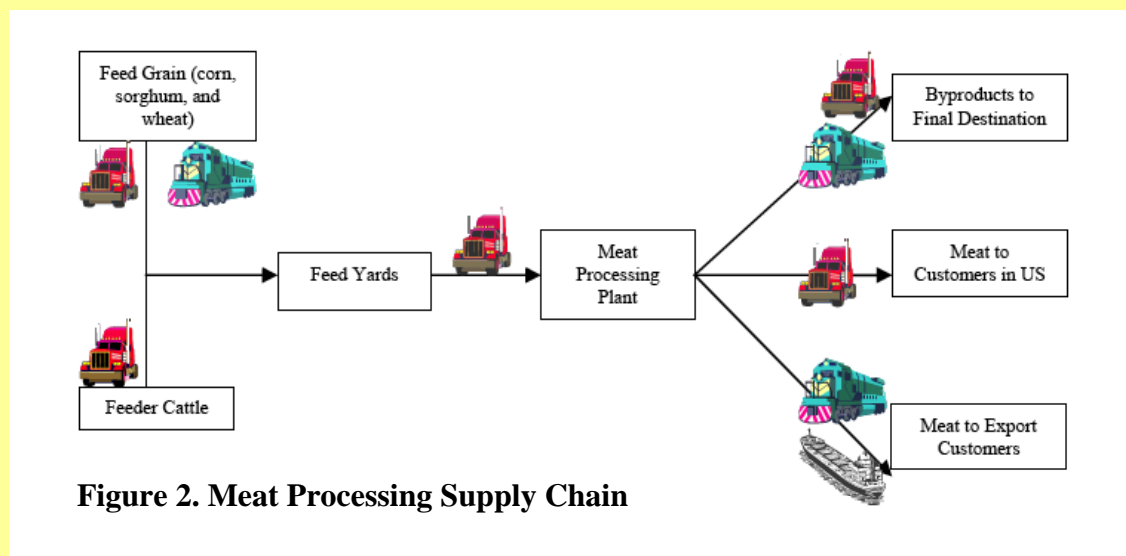 Feed Grain (corn,
sorghum, and
wheat)
Byproducts to
Final Destination
Feed Yards
Meat
Processing
Plant
Meat to
Customers in US
Feeder Cattle
Meat to Export
Customers
Figure 2. Meat Processing Supply Chain